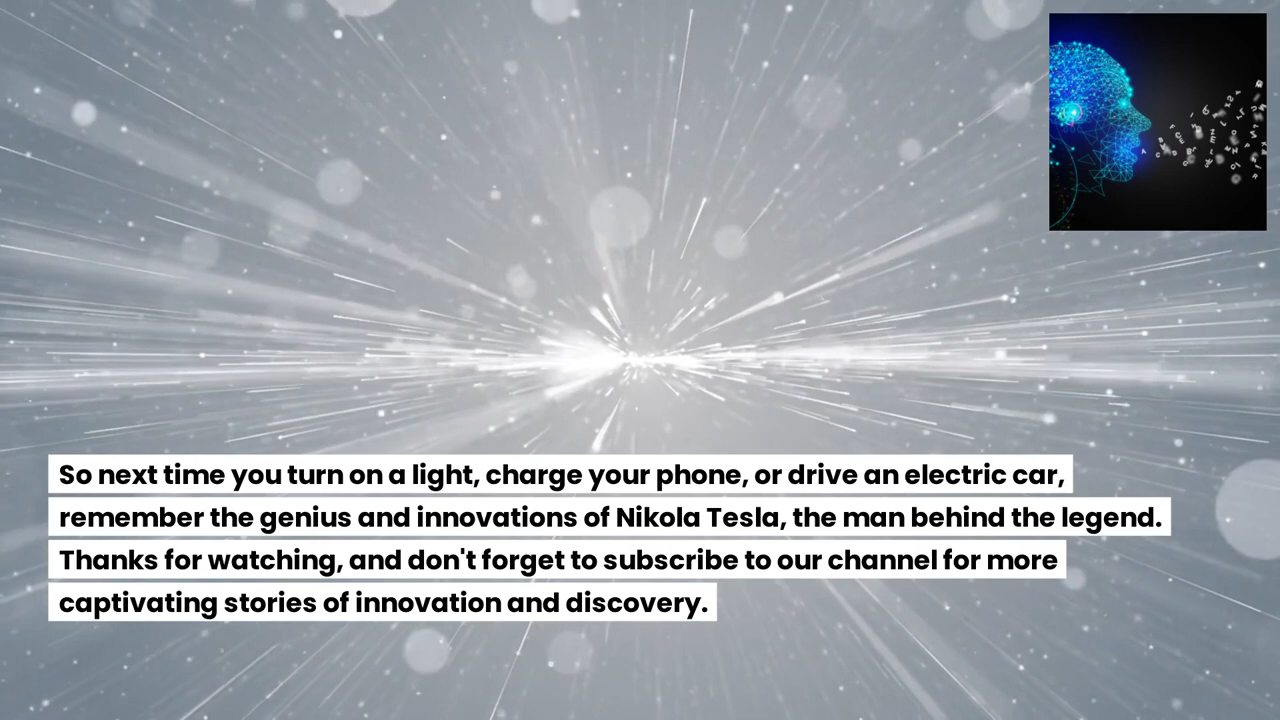 So next time you turn on a light, charge your phone, or drive an electric car,
remember the genius and innovations of Nikola Tesla, the man behind the legend.
Thanks for watching, and don't forget to subscribe to our channel for more
captivating stories of innovation and discovery.